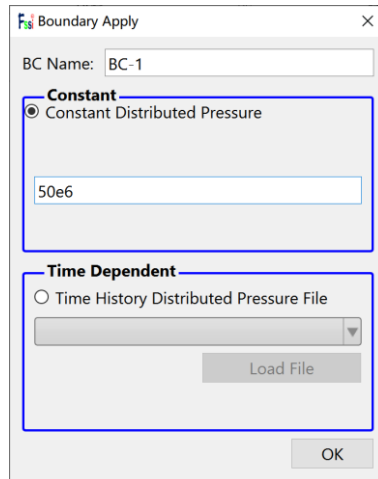 Fssi Boundary Apply
BC Name: BC-1
Constant
Constant Distributed Pressure
50e6
Time Dependent
Time History Distributed Pressure File
Load File
OK